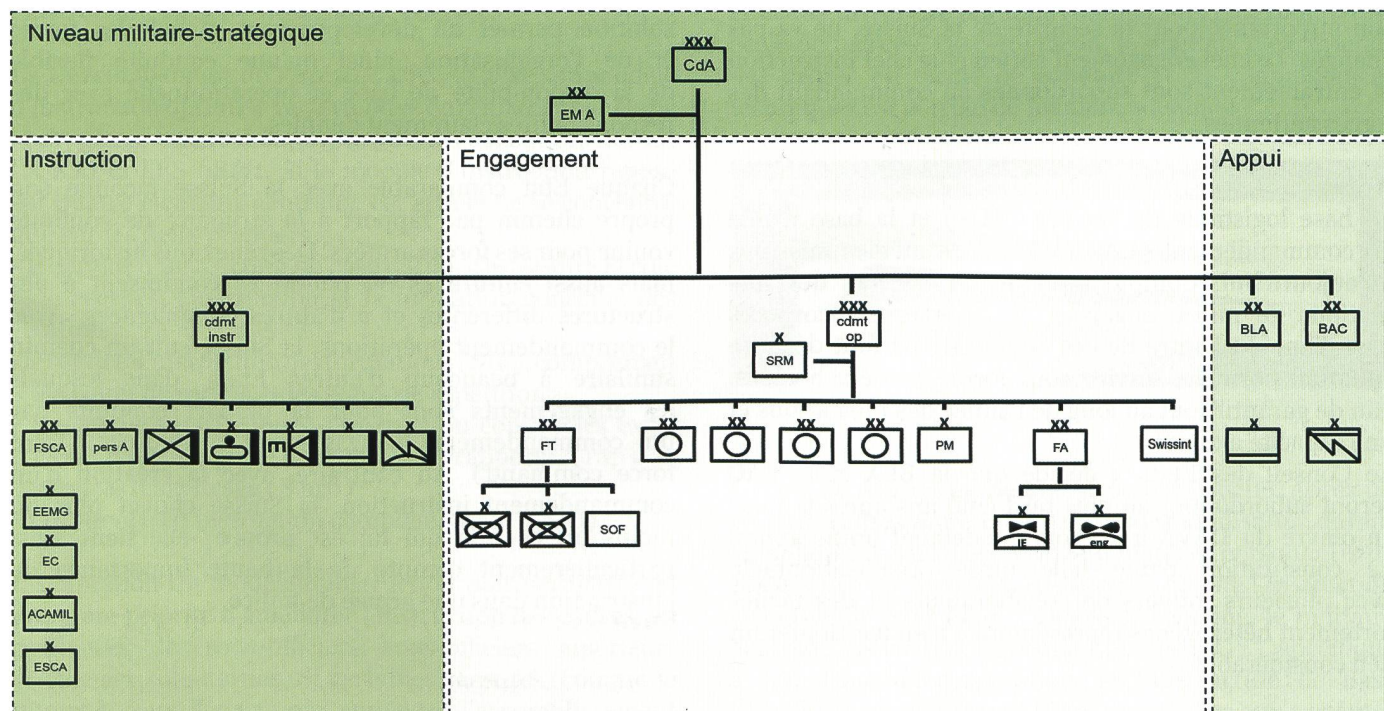 Niveau militaire-stratégique
XXX
CdA
XX
EM A
Instruction
Engagement
Appui
XXX
cdmt
instr
XXX
cdmt
op
XX
BLA
XX
BAC
X
SRM
XX
FSCA
X
pers A
X
X
X
X
X
XX
FT
XX
XX
XX
XX
X
PM
XX
FA
Swissint
X
X
X
EEMG
X
EC
X
ACAMIL
X
ESCA
X
X
SOF
X
IE
X
eng